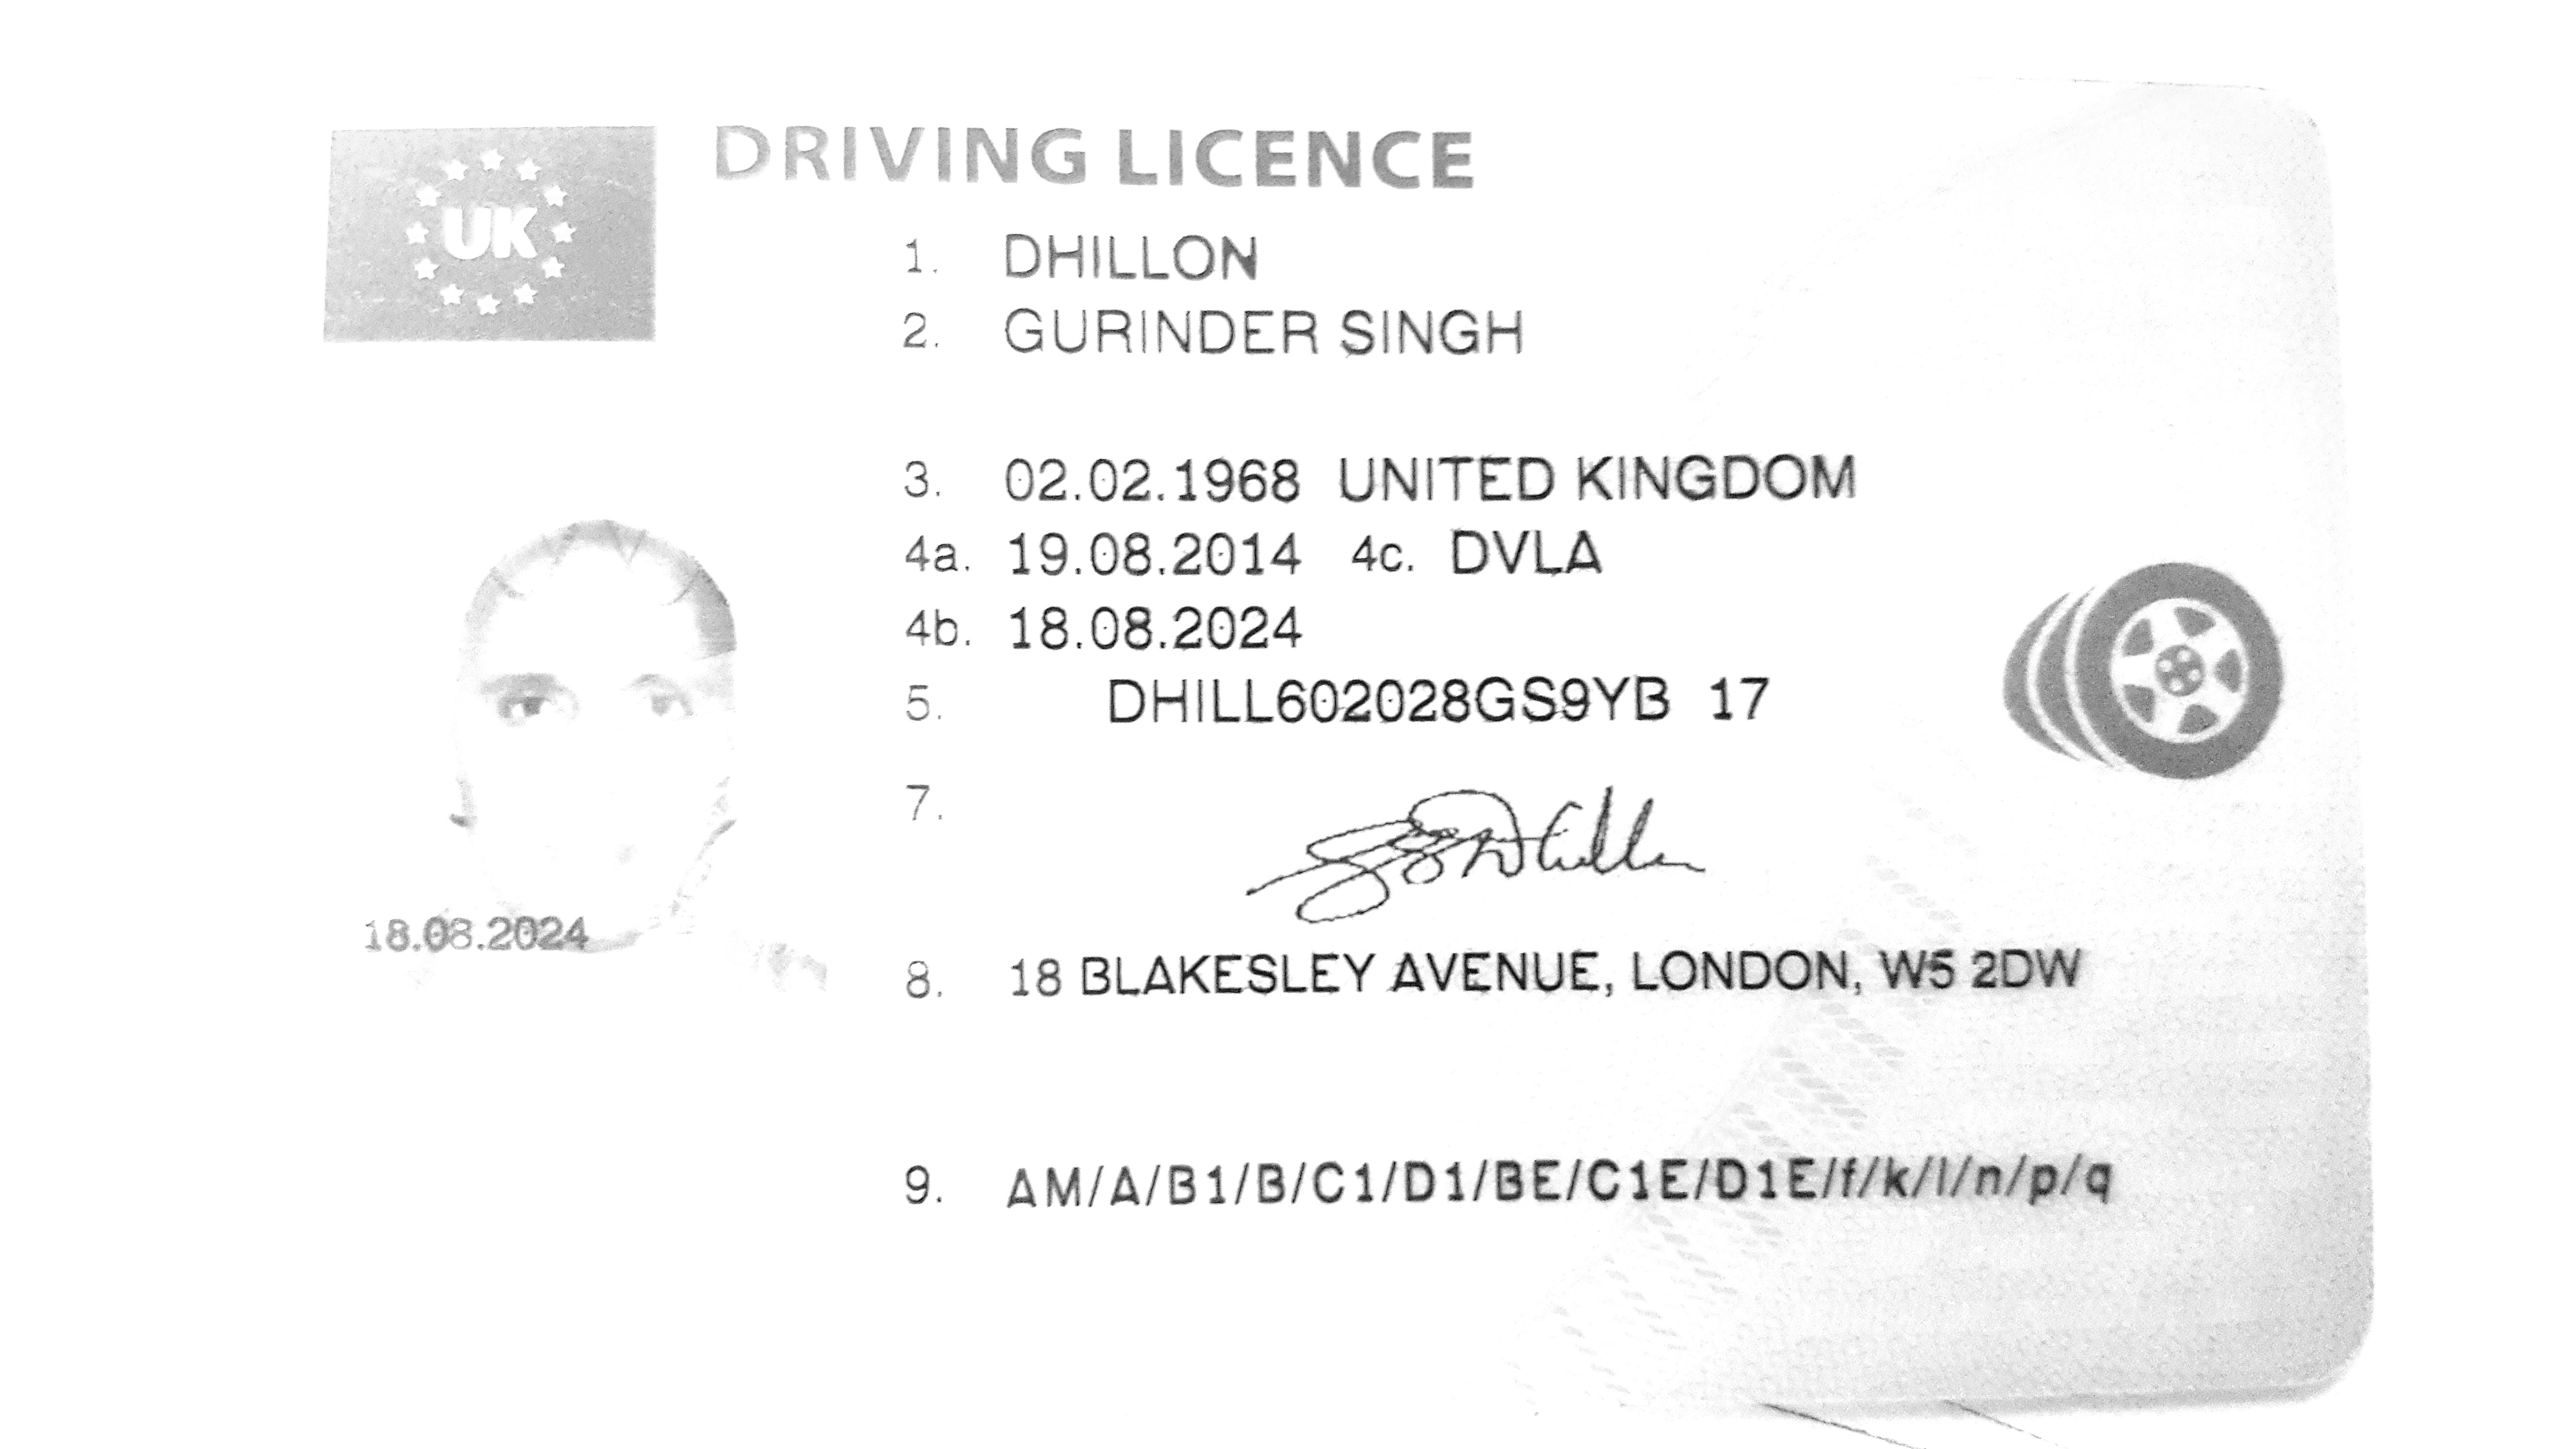 UK
DRIVING LICENCE
1. DHILLON
2. GURINDER SINGH
3. 02.02.1968 UNITED KINGDOM
4a. 19.08.2014 4c. DVLA
4b. 18.08.2024
5. DHILL602028GS9YB 17
7.
18.08.2024
8. 18 BLAKESLEY AVENUE, LONDON, W5 2DW
9. AM/A/B1/B/C1/D1/BE/C1E/D1E/f/k/l/n/p/q